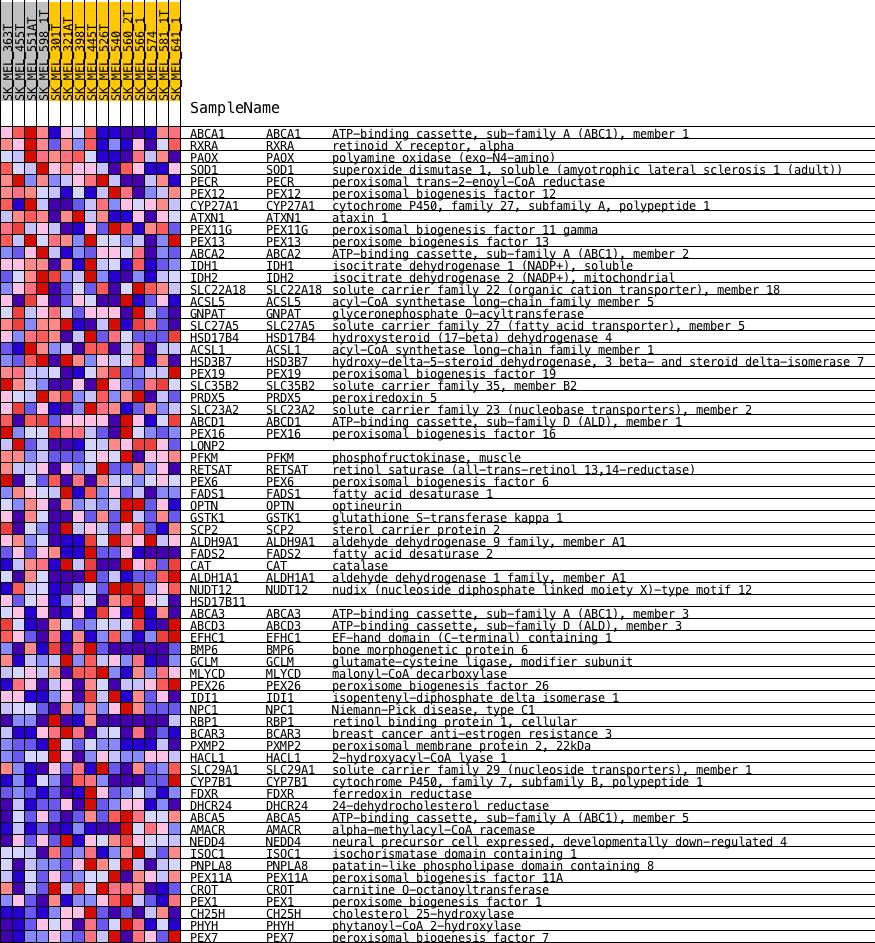 SK_MEL_363T
SK_MEL_455T
SK_MEL_551AT
SK_MEL_598_1T
SK_MEL_301T
SK_MEL_321AT
SK_MEL_398T
SK_MEL_445T
SK_MEL_526T
SK_MEL_540
SK_MEL_560_2T
SK_MEL_566_1
SK_MEL_574
SK_MEL_581_1T
SK_MEL_641_1
SampleName
ABCA1 ABCA1 ATP-binding cassette, sub-family A (ABC1), member 1
RXRA RXRA retinoid X receptor, alpha
PAOX PAOX polyamine oxidase (exo-N4-amino)
SOD1 SOD1 superoxide dismutase 1, soluble (amyotrophic lateral sclerosis 1 (adult))
PECR PECR peroxisomal trans-2-enoyl-CoA reductase
PEX12 PEX12 peroxisomal biogenesis factor 12
CYP27A1 CYP27A1 cytochrome P450, family 27, subfamily A, polypeptide 1
ATXN1 ATXN1 ataxin 1
PEX11G PEX11G peroxisomal biogenesis factor 11 gamma
PEX13 PEX13 peroxisome biogenesis factor 13
ABCA2 ABCA2 ATP-binding cassette, sub-family A (ABC1), member 2
IDH1 IDH1 isocitrate dehydrogenase 1 (NADP+), soluble
IDH2 IDH2 isocitrate dehydrogenase 2 (NADP+), mitochondrial
SLC22A18 SLC22A18 solute carrier family 22 (organic cation transporter), member 18
ACSL5 ACSL5 acyl-CoA synthetase long-chain family member 5
GNPAT GNPAT glyceronephosphate O-acyltransferase
SLC27A5 SLC27A5 solute carrier family 27 (fatty acid transporter), member 5
HSD17B4 HSD17B4 hydroxysteroid (17-beta) dehydrogenase 4
ACSL1 ACSL1 acyl-CoA synthetase long-chain family member 1
HSD3B7 HSD3B7 hydroxy-delta-5-steroid dehydrogenase, 3 beta- and steroid delta-isomerase 7
PEX19 PEX19 peroxisomal biogenesis factor 19
SLC35B2 SLC35B2 solute carrier family 35, member B2
PRDX5 PRDX5 peroxiredoxin 5
SLC23A2 SLC23A2 solute carrier family 23 (nucleobase transporters), member 2
ABCD1 ABCD1 ATP-binding cassette, sub-family D (ALD), member 1
PEX16 PEX16 peroxisomal biogenesis factor 16
LONP2
PFKM PFKM phosphofructokinase, muscle
RETSAT RETSAT retinol saturase (all-trans-retinol 13,14-reductase)
PEX6 PEX6 peroxisomal biogenesis factor 6
FADS1 FADS1 fatty acid desaturase 1
OPTN OPTN optineurin
GSTK1 GSTK1 glutathione S-transferase kappa 1
SCP2 SCP2 sterol carrier protein 2
ALDH9A1 ALDH9A1 aldehyde dehydrogenase 9 family, member A1
FADS2 FADS2 fatty acid desaturase 2
CAT CAT catalase
ALDH1A1 ALDH1A1 aldehyde dehydrogenase 1 family, member A1
NUDT12 NUDT12 nudix (nucleoside diphosphate linked moiety X)-type motif 12
HSD17B11
ABCA3 ABCA3 ATP-binding cassette, sub-family A (ABC1), member 3
ABCD3 ABCD3 ATP-binding cassette, sub-family D (ALD), member 3
EFHC1 EFHC1 EF-hand domain (C-terminal) containing 1
BMP6 BMP6 bone morphogenetic protein 6
GCLM GCLM glutamate-cysteine ligase, modifier subunit
MLYCD MLYCD malonyl-CoA decarboxylase
PEX26 PEX26 peroxisome biogenesis factor 26
IDI1 IDI1 isopentenyl-diphosphate delta isomerase 1
NPC1 NPC1 Niemann-Pick disease, type C1
RBP1 RBP1 retinol binding protein 1, cellular
BCAR3 BCAR3 breast cancer anti-estrogen resistance 3
PXMP2 PXMP2 peroxisomal membrane protein 2, 22kDa
HACL1 HACL1 2-hydroxyacyl-CoA lyase 1
SLC29A1 SLC29A1 solute carrier family 29 (nucleoside transporters), member 1
CYP7B1 CYP7B1 cytochrome P450, family 7, subfamily B, polypeptide 1
FDXR FDXR ferredoxin reductase
DHCR24 DHCR24 24-dehydrocholesterol reductase
ABCA5 ABCA5 ATP-binding cassette, sub-family A (ABC1), member 5
AMACR AMACR alpha-methylacyl-CoA racemase
NEDD4 NEDD4 neural precursor cell expressed, developmentally down-regulated 4
ISOC1 ISOC1 isochorismatase domain containing 1
PNPLA8 PNPLA8 patatin-like phospholipase domain containing 8
PEX11A PEX11A peroxisomal biogenesis factor 11A
CROT CROT carnitine O-octanoyltransferase
PEX1 PEX1 peroxisome biogenesis factor 1
CH25H CH25H cholesterol 25-hydroxylase
PHYH PHYH phytanoyl-CoA 2-hydroxylase
PEX7 PEX7 peroxisomal biogenesis factor 7